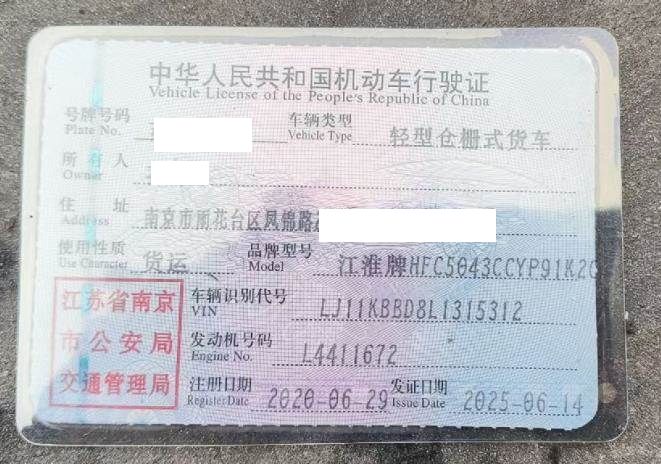 中华人民共和国机动车行驶证
Vehicle License of the People's Republic of China
号牌号码
Plate No.
车辆类型
Vehicle Type
轻型仓栅式货车
所有人
Owner
住址
Address
南京市雨花台区凤锦路
使用性质
Use Character
货运
品牌型号
Model
江淮牌HFC5043CCYP91K2C
江苏省南京
市公安局
交通管理局
车辆识别代号
VIN
LJ11KBBD8L1315312
发动机号码
Engine No.
L4411672
注册日期
Register Date
2020-06-29
发证日期
Issue Date
2025-06-14